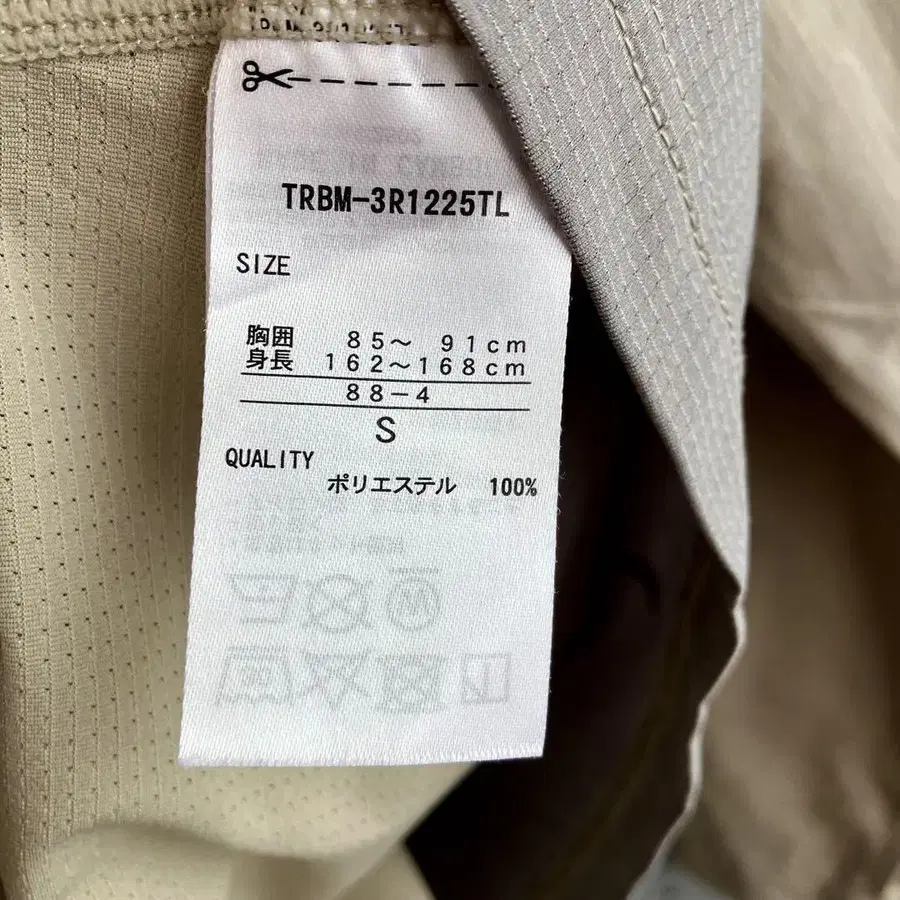 TRBM-3R1225TL
SIZE
胸囲 85～ 91cm
身長 162～168cm
88-4
S
QUALITY
ポリエステル 100%